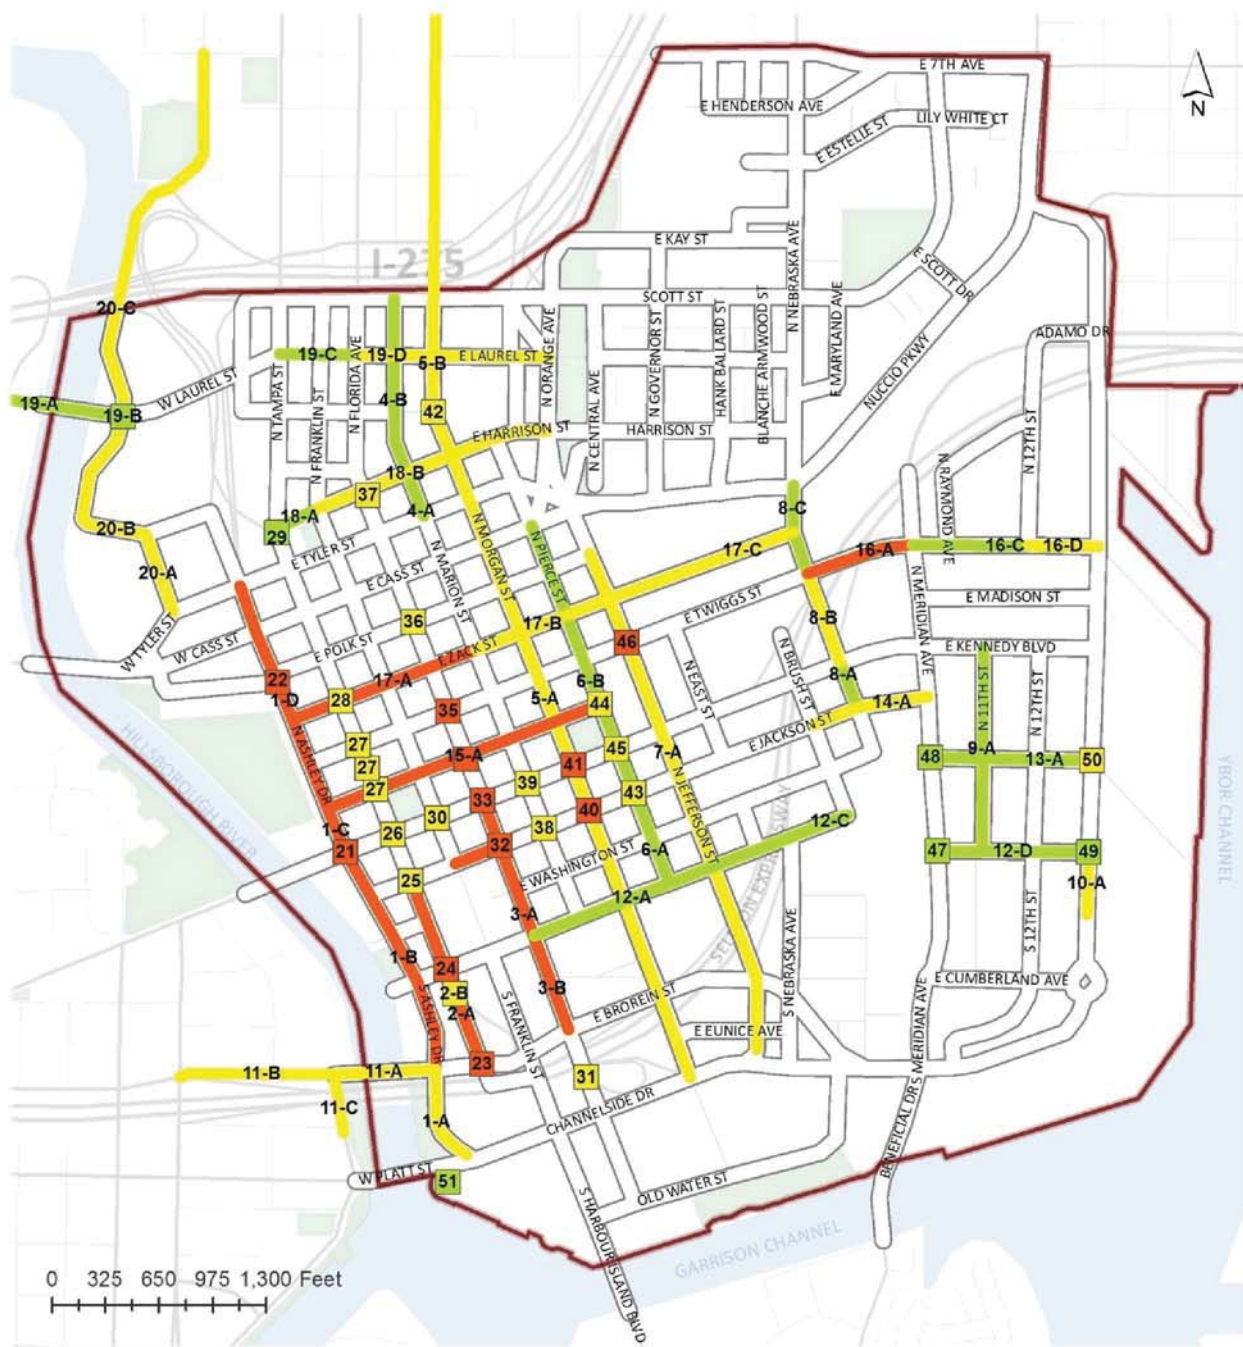 E 7TH AVE
E HENDERSON AVE
LILY WHITE CT
E ESTELLE ST
N
E KAY ST
N NEBRASKA AVE
E SCOTT DR
I-275
SCOTT ST
20-C
ADAMO DR
N ORANGE AVE
N GOVERNOR ST
HANK BALLARD ST
BLANCHE ARMWOOD ST
E MARYLAND AVE
NUCCIO PKWY
19-C
19-D
5-B
E LAUREL ST
W LAUREL ST
N TAMPA ST
N FRANKLIN ST
N FLORIDA AVE
N CENTRAL AVE
19-A
19-B
4-B
42
E HARRISON ST
HARRISON ST
N 12TH ST
N RAYMOND AVE
18-B
37
18-A
4-A
29
8-C
20-B
E TYLER ST
N MORGAN ST
N PIERCE ST
17-C
16-A
16-C
16-D
20-A
E CASS ST
N MARION ST
N MERIDIAN AVE
E MADISON ST
W TYLER ST
W CASS ST
E POLK ST
36
17-B
E TWIGGS ST
8-B
46
E ZACK ST
E KENNEDY BLVD
22
17-A
6-B
N EAST ST
N BRUSH ST
8-A
1-D
28
35
5-A
44
14-A
N 11TH ST
N 12TH ST
HILLSBOROUGH RIVER
N ASHLEY DR
27
27
27
15-A
41
45
7-A
E JACKSON ST
48
9-A
13-A
50
YBOR CHANNEL
39
43
N JEFFERSON ST
33
40
1-C
30
38
26
21
32
12-C
E WASHINGTON ST
6-A
47
12-D
49
25
12-A
10-A
3-A
SELMON EXPRESSWAY
S NEBRASKA AVE
S 12TH ST
1-B
24
2-B
2-A
3-B
E CUMBERLAND AVE
S ASHLEY DR
S FRANKLIN ST
E BROREIN ST
E EUNICE AVE
S MERIDIAN AVE
23
11-B
11-A
31
11-C
1-A
CHANNELSIDE DR
BENEFICIAL DR
W PLATT ST
51
OLD WATER ST
S HARBOUR ISLAND BLVD
GARRISON CHANNEL
0 325 650 975 1,300 Feet